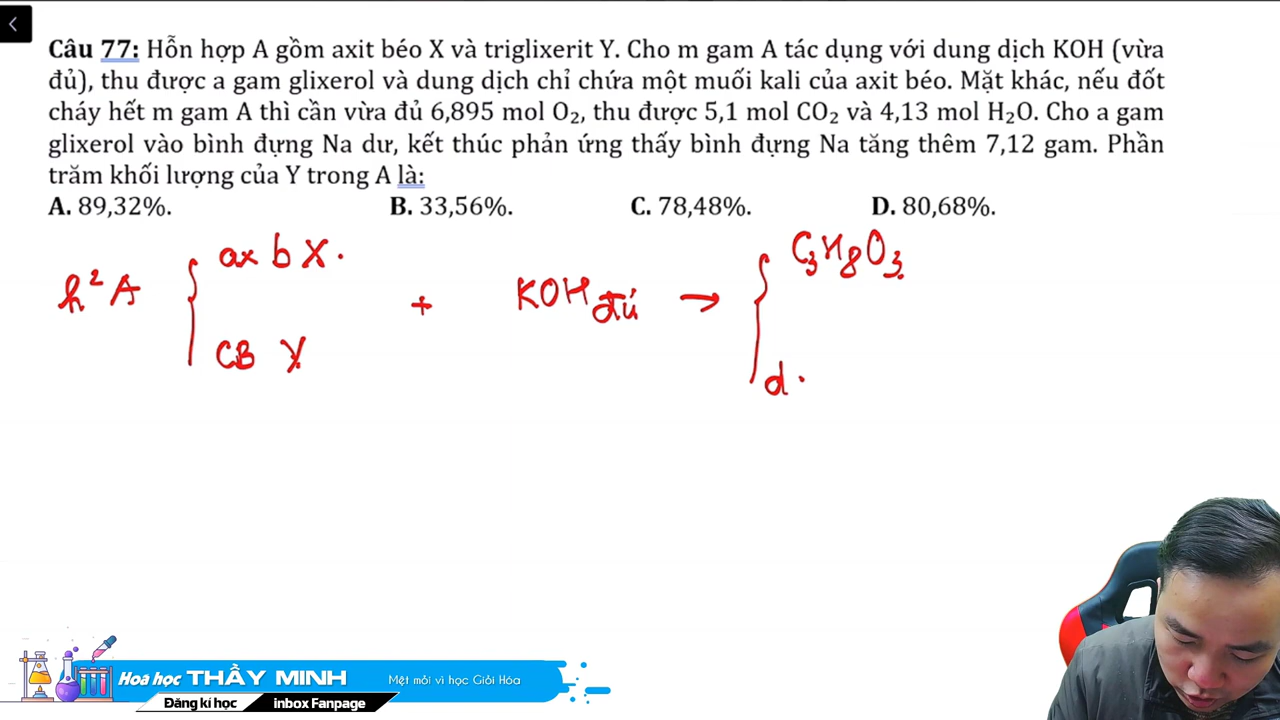 Câu 77: Hỗn hợp A gồm axit béo X và triglixerit Y. Cho m gam A tác dụng với dung dịch KOH (vừa
đủ), thu được a gam glixerol và dung dịch chỉ chứa một muối kali của axit béo. Mặt khác, nếu đốt
cháy hết m gam A thì cần vừa đủ 6,895 mol O₂, thu được 5,1 mol CO₂ và 4,13 mol H₂O. Cho a gam
glixerol vào bình đựng Na dư, kết thúc phản ứng thấy bình đựng Na tăng thêm 7,12 gam. Phần
trăm khối lượng của Y trong A là:
A. 89,32%. B. 33,56%. C. 78,48%. D. 80,68%.
ax b X. C₃H₈O₃
h² A + KOH đủ →
CB Y d.
Hoá học THẦY MINH Mệt mỏi vì học Giỏi Hóa
Đăng kí học inbox Fanpage